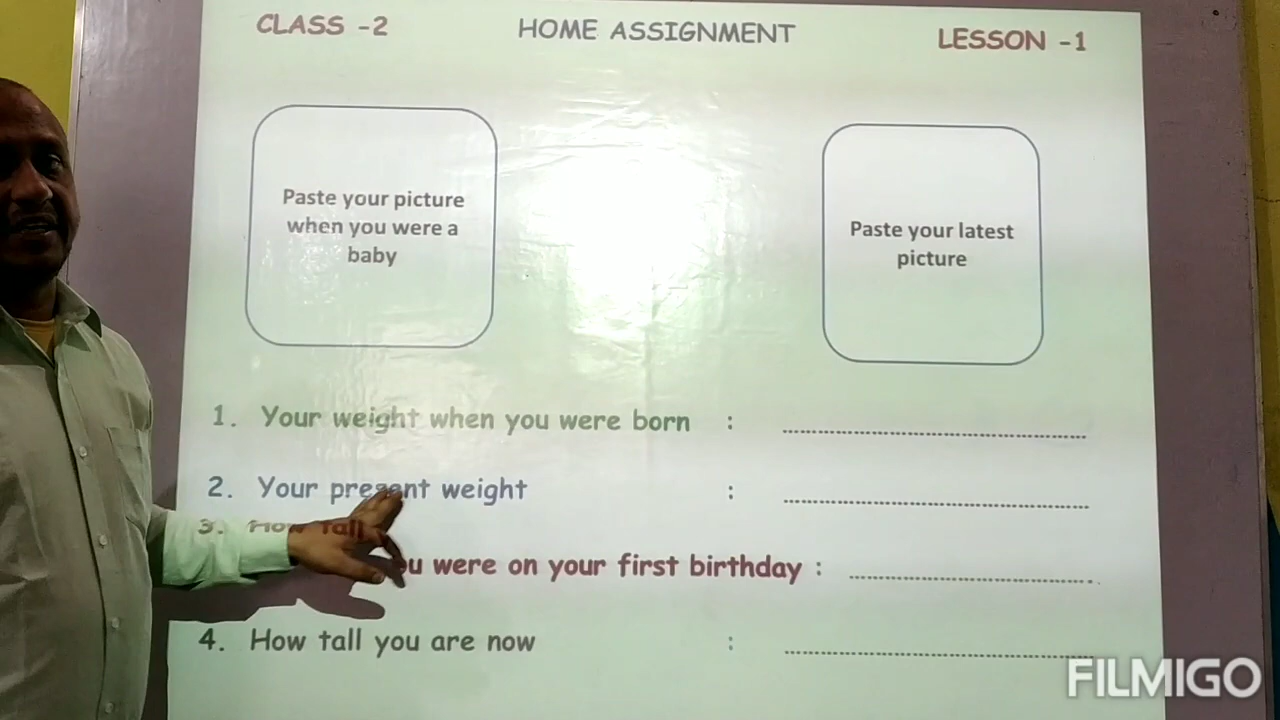 CLASS -2 HOME ASSIGNMENT LESSON -1
Paste your picture
when you were a
baby
Paste your latest
picture
1. Your weight when you were born : ........................
2. Your present weight : ........................
3. How tall
u were on your first birthday : ........................
4. How tall you are now : ........................
FILMIGO